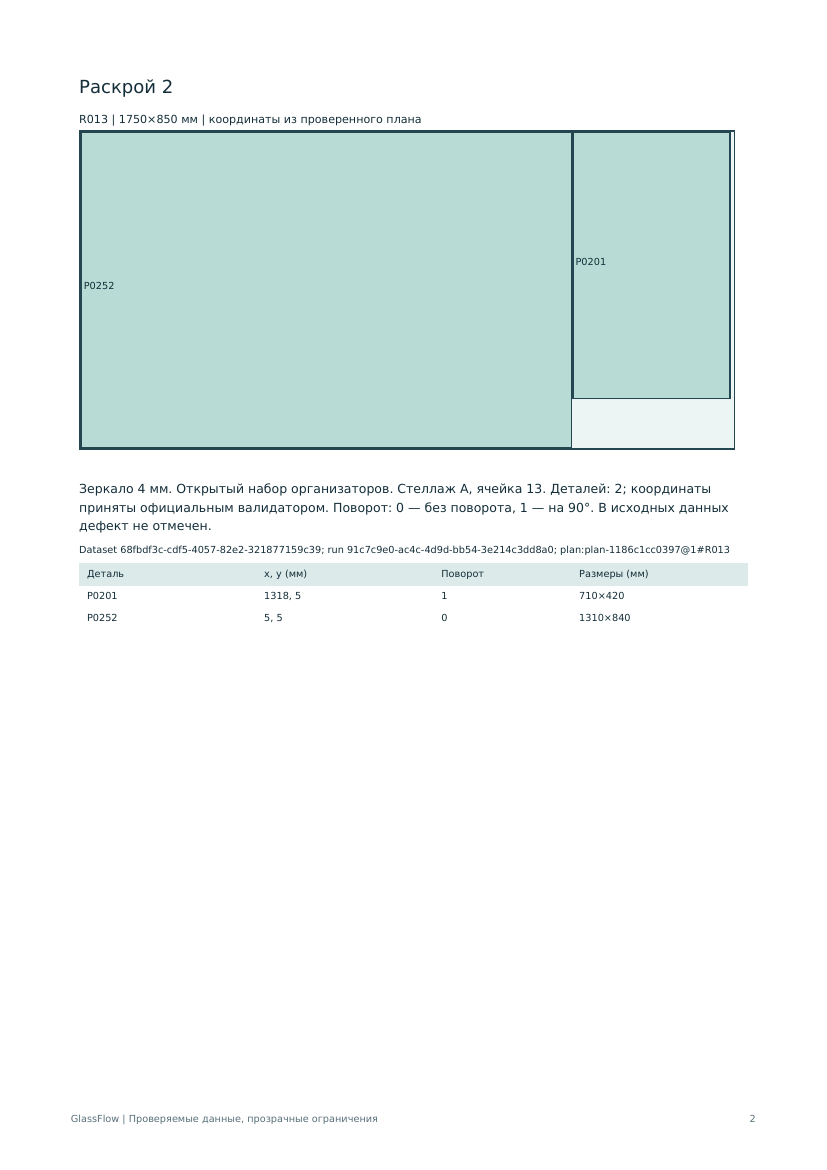 Раскрой 2
R013 | 1750×850 мм | координаты из проверенного плана
P0252
P0201
Зеркало 4 мм. Открытый набор организаторов. Стеллаж А, ячейка 13. Деталей: 2; координаты
приняты официальным валидатором. Поворот: 0 — без поворота, 1 — на 90°. В исходных данных
дефект не отмечен.
Dataset 68fbdf3c-cdf5-4057-82e2-321877159c39; run 91c7c9e0-ac4c-4d9d-bb54-3e214c3dd8a0; plan:plan-1186c1cc0397@1#R013
Деталь x, y (мм) Поворот Размеры (мм)
P0201 1318, 5 1 710×420
P0252 5, 5 0 1310×840
GlassFlow | Проверяемые данные, прозрачные ограничения 2